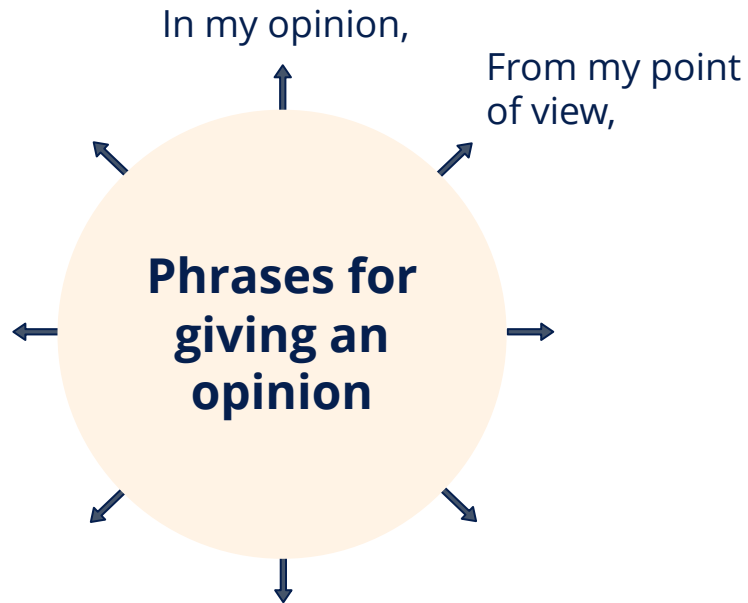 In my opinion,
From my point
of view,
Phrases for
giving an
opinion